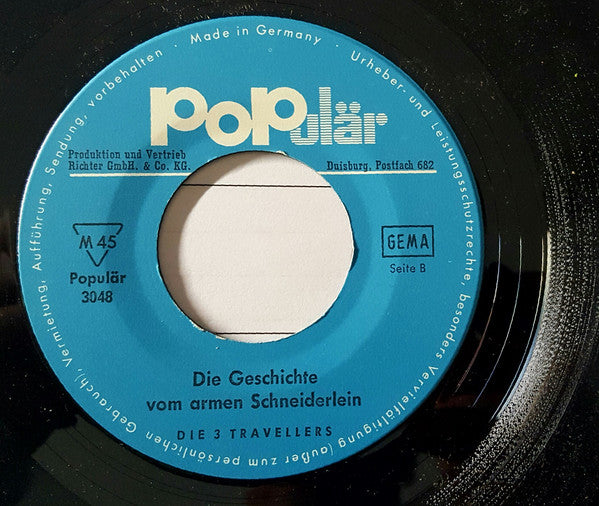 Made in Germany · Urheber- und Leistungsschutzrechte, besonders Vervielfältigung (außer zum persönlichen Gebrauch), Vermietung, Aufführung, Sendung, vorbehalten ·
POPulär
Produktion und Vertrieb
Richter GmbH. & Co. KG.
Duisburg, Postfach 682
M 45
Populär
3048
GEMA
Seite B
Die Geschichte
vom armen Schneiderlein
DIE 3 TRAVELLERS